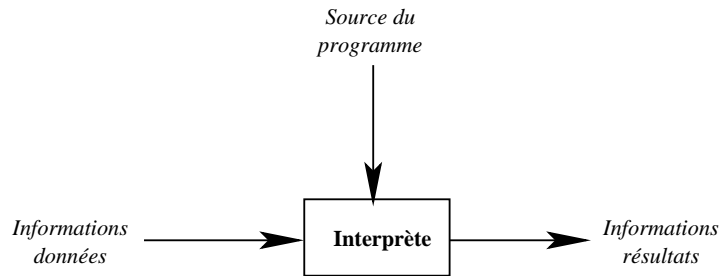 Source du
programme
Informations
données
Interprète
Informations
résultats